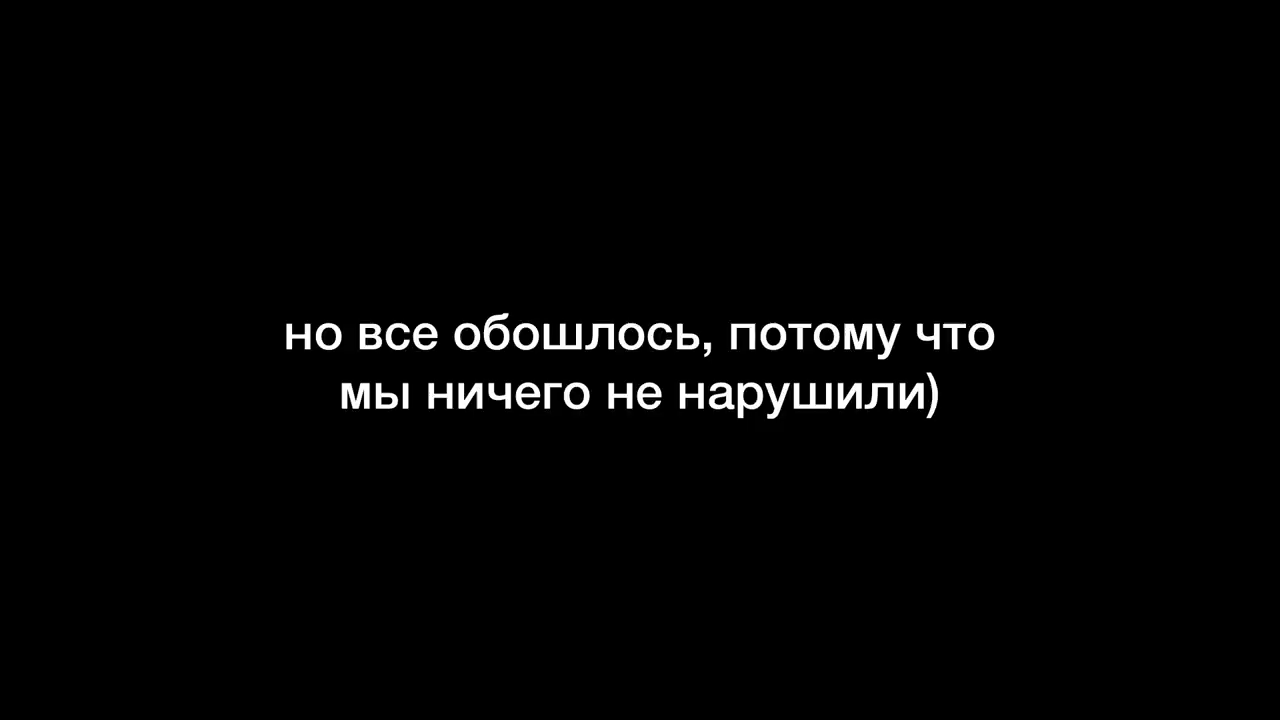 но все обошлось, потому что
мы ничего не нарушили)